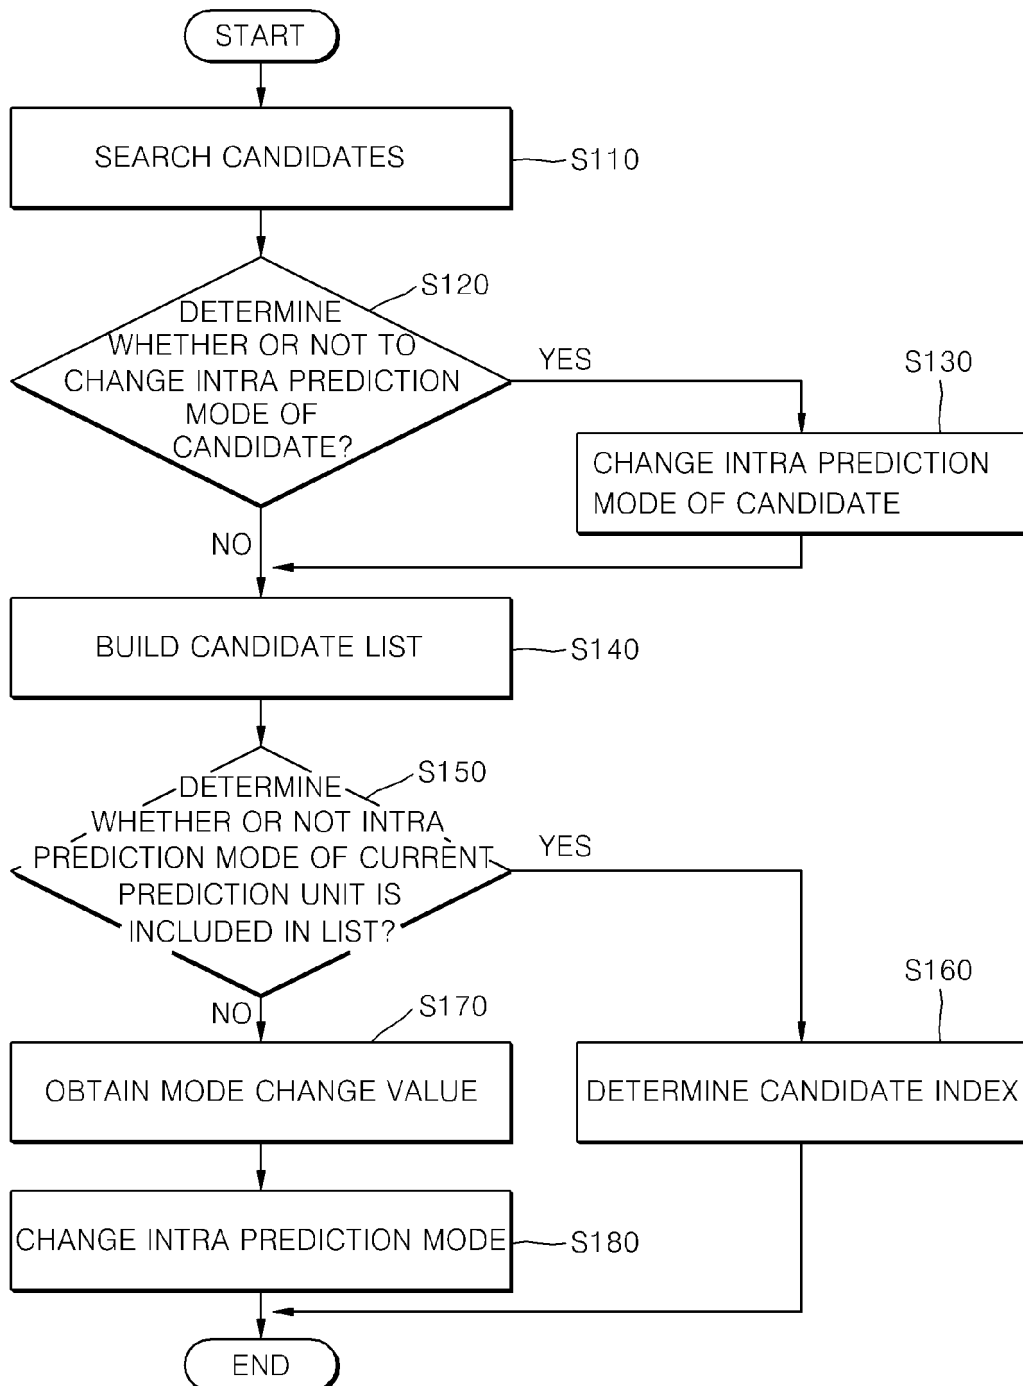 START
SEARCH CANDIDATES
S110
S120
DETERMINE
WHETHER OR NOT TO
CHANGE INTRA PREDICTION
MODE OF
CANDIDATE?
YES
S130
CHANGE INTRA PREDICTION
MODE OF CANDIDATE
NO
BUILD CANDIDATE LIST
S140
S150
DETERMINE
WHETHER OR NOT INTRA
PREDICTION MODE OF CURRENT
PREDICTION UNIT IS
INCLUDED IN LIST?
YES
S160
NO
S170
OBTAIN MODE CHANGE VALUE
DETERMINE CANDIDATE INDEX
CHANGE INTRA PREDICTION MODE
S180
END